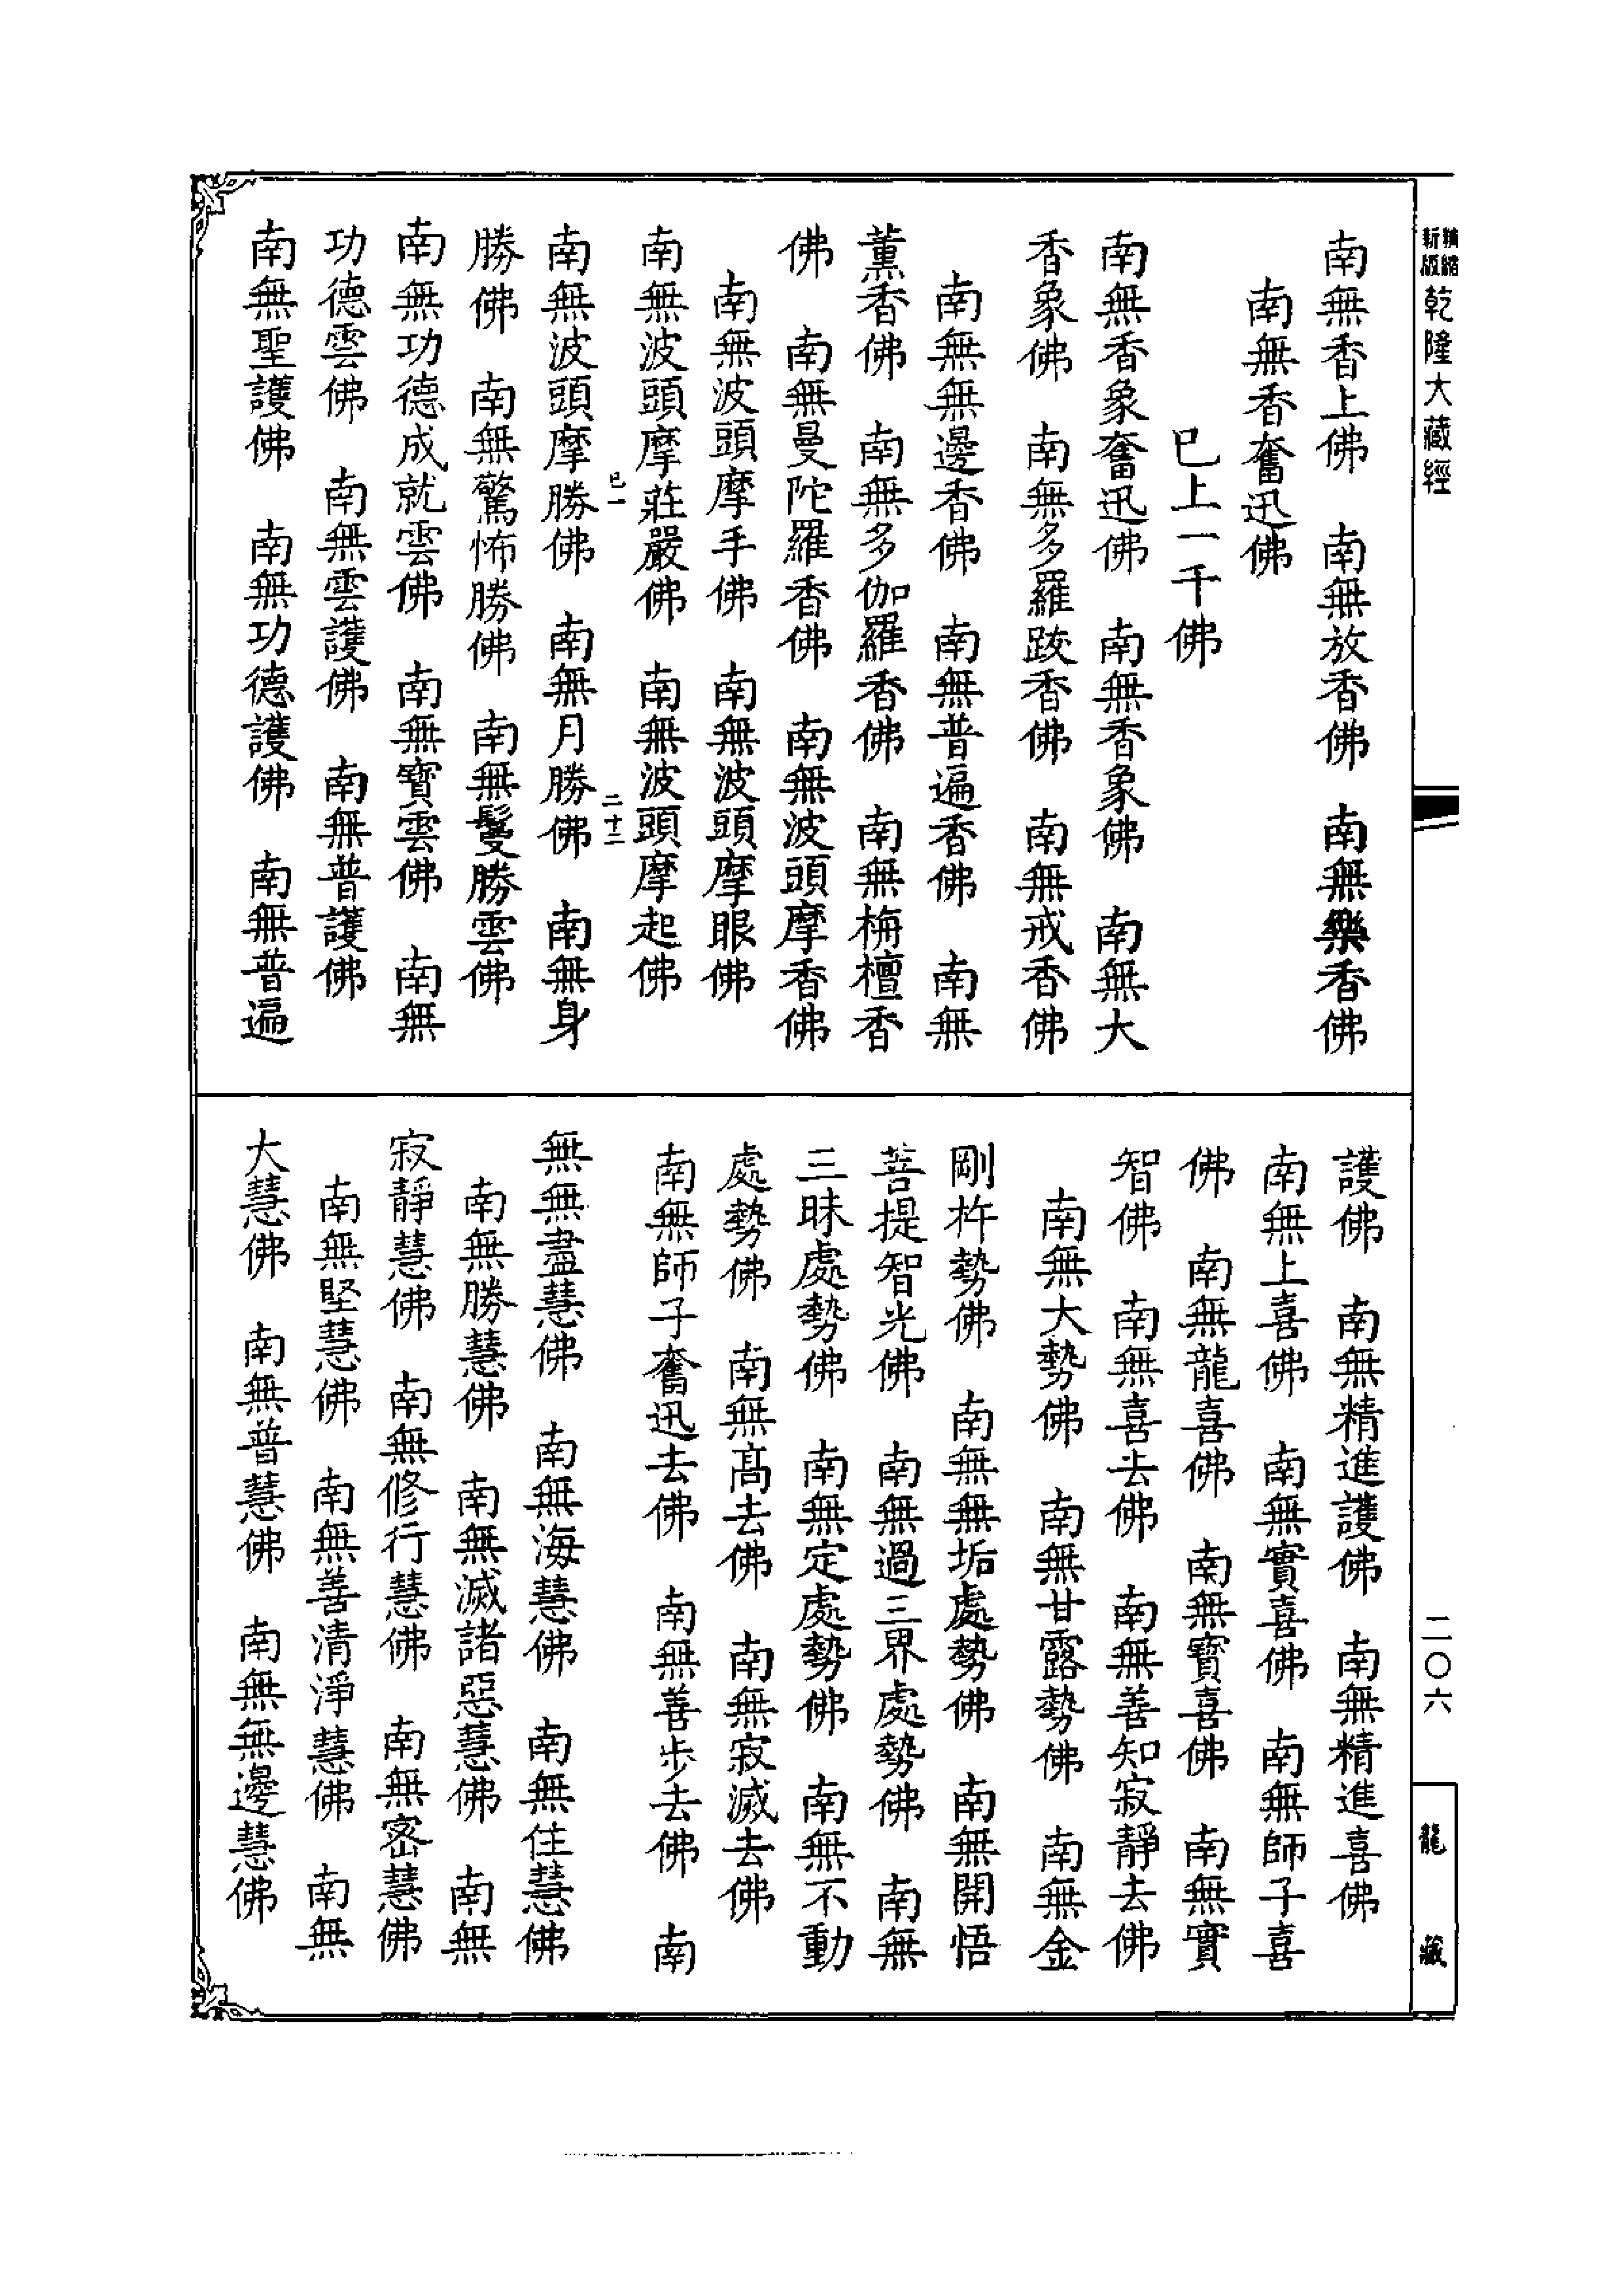 新版精縮乾隆大藏經
南無香上佛　南無放香佛　南無樂香佛
南無香奮迅佛
已上一千佛
南無香象奮迅佛　南無香象佛　南無大
香象佛　南無多羅跋香佛　南無戒香佛
南無無邊香佛　南無普遍香佛　南無
薰香佛　南無多伽羅香佛　南無栴檀香
佛　南無曼陀羅香佛　南無波頭摩香佛
南無波頭摩手佛　南無波頭摩眼佛
南無波頭摩莊嚴佛　南無波頭摩起佛
已一　二十二
南無波頭摩勝佛　南無月勝佛　南無身
勝佛　南無驚怖勝佛　南無鬘勝雲佛
南無功德成就雲佛　南無寶雲佛　南無
功德雲佛　南無雲護佛　南無普護佛
南無聖護佛　南無功德護佛　南無普遍
護佛　南無精進護佛　南無精進喜佛
南無上喜佛　南無實喜佛　南無師子喜
佛　南無龍喜佛　南無寶喜佛　南無實
智佛　南無喜去佛　南無善知寂靜去佛
南無大勢佛　南無甘露勢佛　南無金
剛杵勢佛　南無無垢處勢佛　南無開悟
菩提智光佛　南無過三界處勢佛　南無
三昧處勢佛　南無定處勢佛　南無不動
處勢佛　南無高去佛　南無寂滅去佛
南無師子奮迅去佛　南無善步去佛　南
無無盡慧佛　南無海慧佛　南無住慧佛
南無勝慧佛　南無滅諸惡慧佛　南無
寂靜慧佛　南無修行慧佛　南無密慧佛
南無堅慧佛　南無善清淨慧佛　南無
大慧佛　南無普慧佛　南無無邊慧佛
二〇六
龍藏